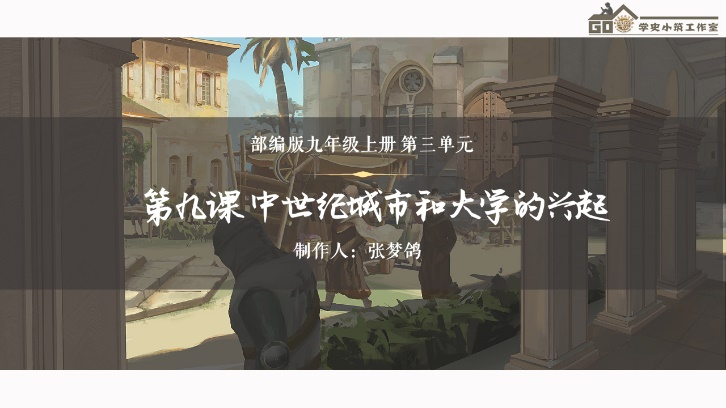 GO 学史小筑工作室
部编版九年级上册 第三单元
第九课 中世纪城市和大学的兴起
制作人：张梦鸽